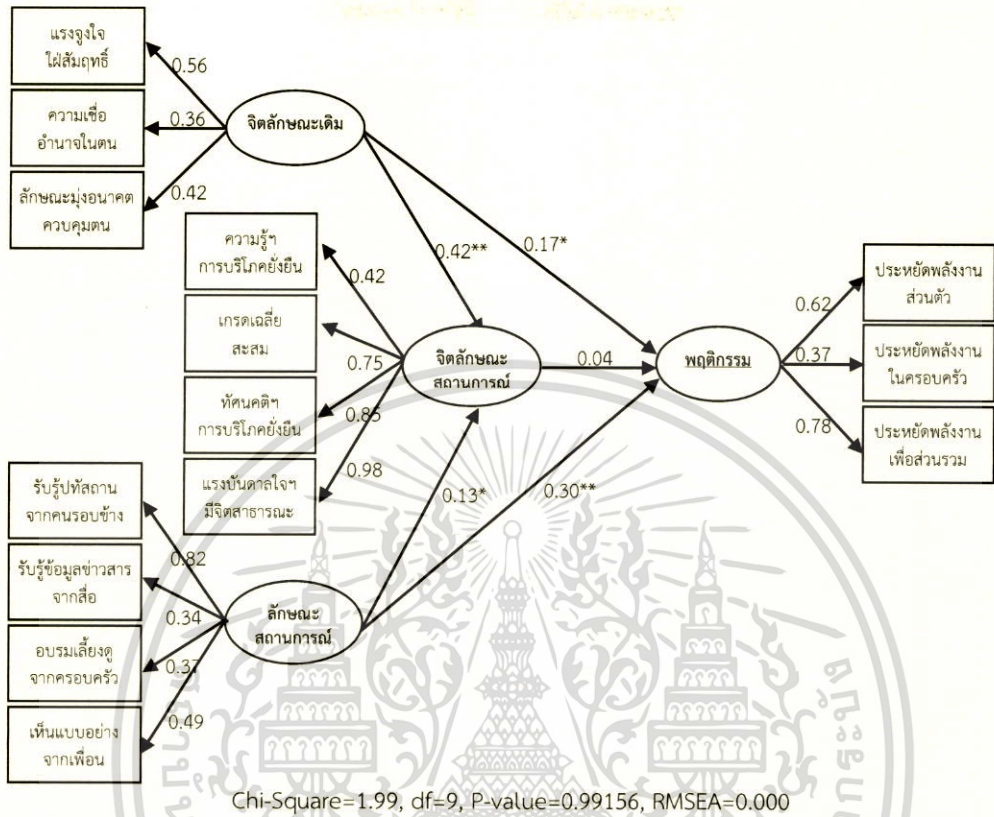 แรงจูงใจ
ใฝ่สัมฤทธิ์
0.56
ความเชื่อ
อำนาจในตน
0.36
จิตลักษณะเดิม
ลักษณะมุ่งอนาคต
ควบคุมตน
0.42
ความรู้ฯ
การบริโภคยั่งยืน
0.42
0.42**
0.17*
เกรดเฉลี่ย
สะสม
0.75
จิตลักษณะ
สถานการณ์
0.04
พฤติกรรม
0.62
ประหยัดพลังงาน
ส่วนตัว
0.37
ประหยัดพลังงาน
ในครอบครัว
0.78
ประหยัดพลังงาน
เพื่อส่วนรวม
ทัศนคติฯ
การบริโภคยั่งยืน
0.85
แรงบันดาลใจฯ
มีจิตสาธารณะ
0.98
0.13*
0.30**
รับรู้ปทัสถาน
จากคนรอบข้าง
0.82
รับรู้ข้อมูลข่าวสาร
จากสื่อ
0.34
ลักษณะ
สถานการณ์
อบรมเลี้ยงดู
จากครอบครัว
0.37
เห็นแบบอย่าง
จากเพื่อน
0.49
Chi-Square=1.99, df=9, P-value=0.99156, RMSEA=0.000